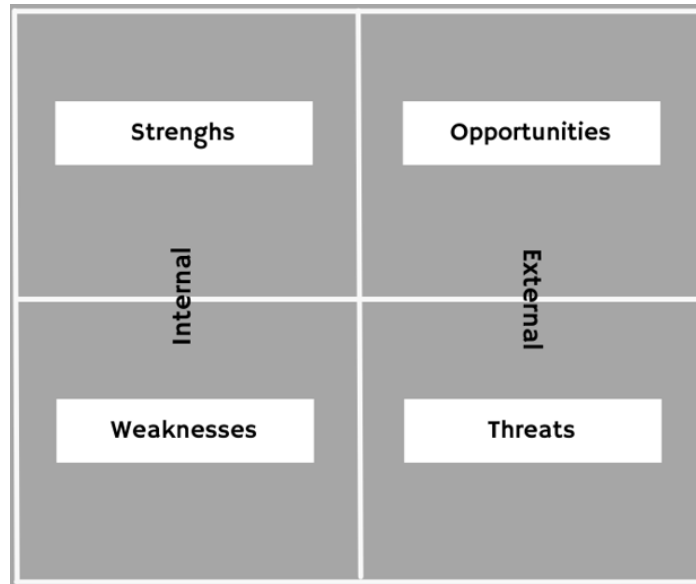 Strenghs
Opportunities
Internal
External
Weaknesses
Threats